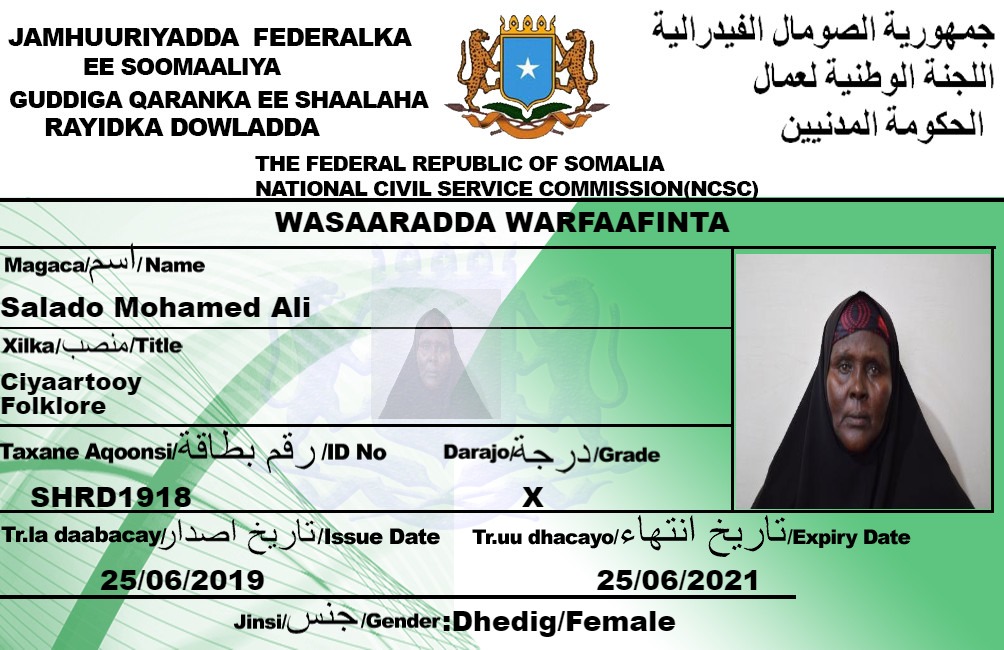 JAMHUURIYADDA FEDERALKA
EE SOOMAALIYA
GUDDIGA QARANKA EE SHAALAHA
RAYIDKA DOWLADDA
جمهورية الصومال الفيدرالية
اللجنة الوطنية لعمال
الحكومة المدنيين
THE FEDERAL REPUBLIC OF SOMALIA
NATIONAL CIVIL SERVICE COMMISSION(NCSC)
WASAARADDA WARFAAFINTA
Magaca/اسم/Name
Salado Mohamed Ali
Xilka/منصب/Title
Ciyaartooy
Folklore
Taxane Aqoonsi/رقم بطاقة/ID No
Darajo/درجة/Grade
SHRD1918
X
Tr.la daabacay/تاريخ اصدار/Issue Date
Tr.uu dhacayo/تاريخ انتهاء/Expiry Date
25/06/2019
25/06/2021
Jinsi/جنس/Gender:Dhedig/Female